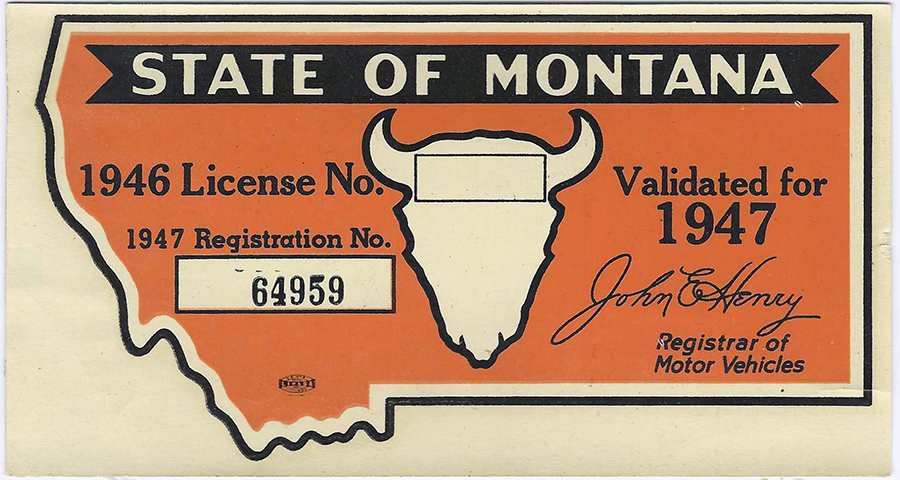 STATE OF MONTANA
1946 License No.
1947 Registration No.
64959
Validated for
1947
John E Henry
Registrar of
Motor Vehicles